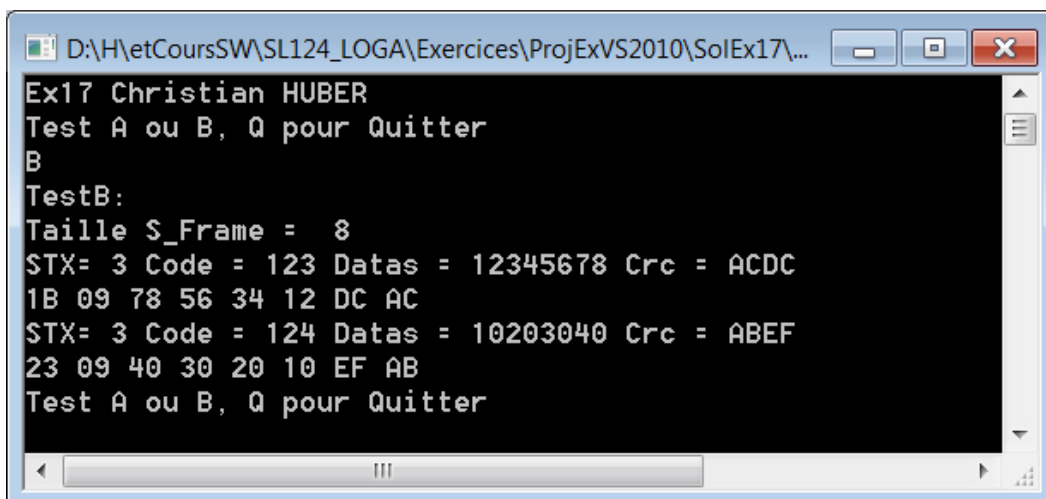 D:\H\etCoursSW\SL124_LOGA\Exercices\ProjExVS2010\SolEx17\...
Ex17 Christian HUBER
Test A ou B, Q pour Quitter
B
TestB:
Taille S_Frame =  8
STX= 3 Code = 123 Datas = 12345678 Crc = ACDC
1B 09 78 56 34 12 DC AC
STX= 3 Code = 124 Datas = 10203040 Crc = ABEF
23 09 40 30 20 10 EF AB
Test A ou B, Q pour Quitter